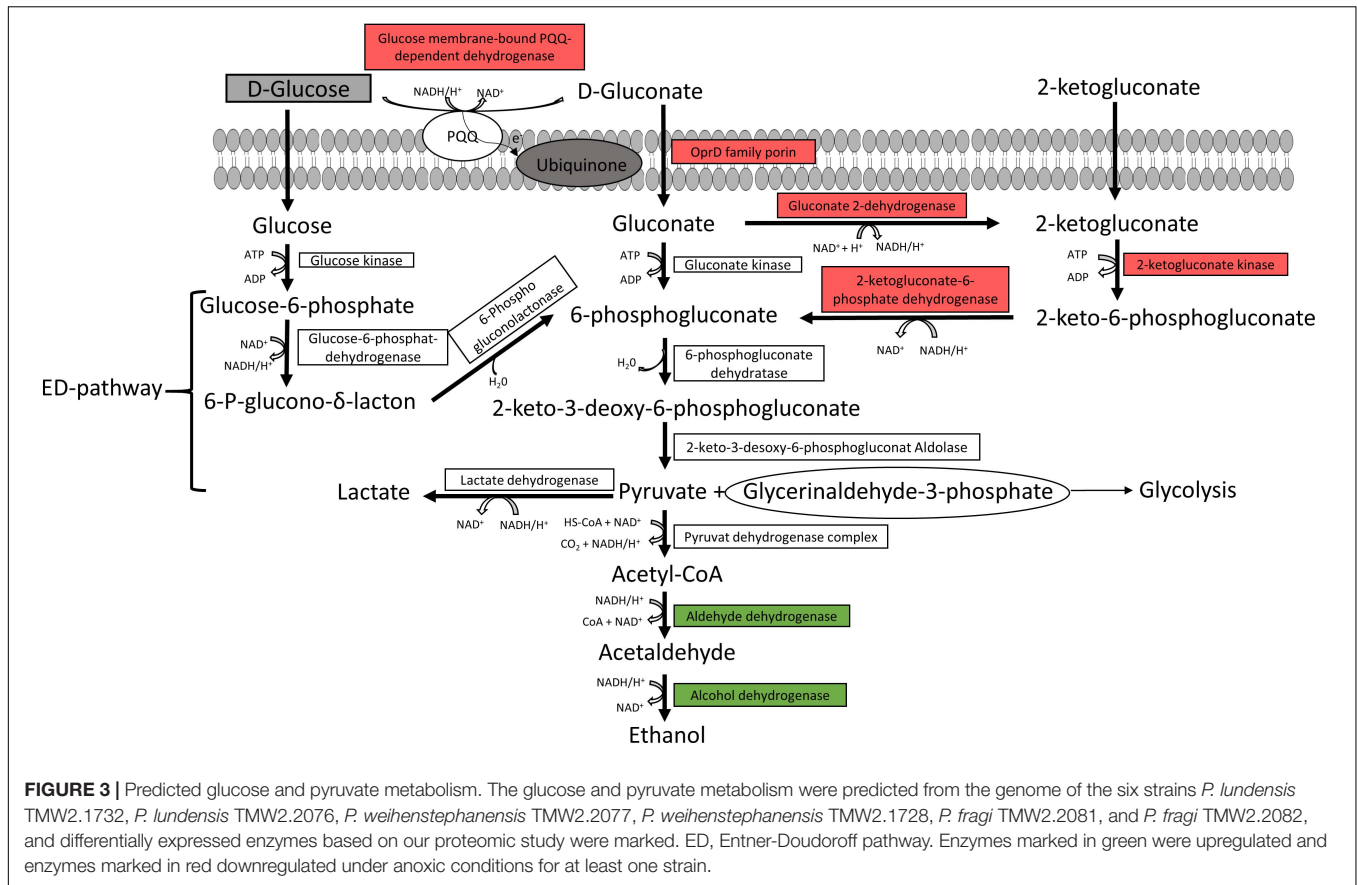 Glucose membrane-bound PQQ-
dependent dehydrogenase
D-Glucose
NADH/H⁺
NAD⁺
D-Gluconate
2-ketogluconate
PQQ
e⁻
Ubiquinone
OprD family porin
Glucose
Gluconate
Gluconate 2-dehydrogenase
NAD⁺ + H⁺
NADH/H⁺
2-ketogluconate
ATP
ADP
Glucose kinase
ATP
ADP
Gluconate kinase
ATP
ADP
2-ketogluconate kinase
Glucose-6-phosphate
6-Phospho
gluconolactonase
6-phosphogluconate
2-ketogluconate-6-
phosphate dehydrogenase
NAD⁺
NADH/H⁺
2-keto-6-phosphogluconate
NAD⁺
NADH/H⁺
Glucose-6-phosphat-
dehydrogenase
H₂0
H₂0
6-phosphogluconate
dehydratase
ED-pathway
6-P-glucono-δ-lacton
2-keto-3-deoxy-6-phosphogluconate
2-keto-3-desoxy-6-phosphogluconat Aldolase
Lactate
Lactate dehydrogenase
NAD⁺
NADH/H⁺
Pyruvate +
Glycerinaldehyde-3-phosphate
Glycolysis
HS-CoA + NAD⁺
CO₂ + NADH/H⁺
Pyruvat dehydrogenase complex
Acetyl-CoA
NADH/H⁺
CoA + NAD⁺
Aldehyde dehydrogenase
Acetaldehyde
NADH/H⁺
NAD⁺
Alcohol dehydrogenase
Ethanol
FIGURE 3 | Predicted glucose and pyruvate metabolism. The glucose and pyruvate metabolism were predicted from the genome of the six strains P. lundensis
TMW2.1732, P. lundensis TMW2.2076, P. weihenstephanensis TMW2.2077, P. weihenstephanensis TMW2.1728, P. fragi TMW2.2081, and P. fragi TMW2.2082,
and differentially expressed enzymes based on our proteomic study were marked. ED, Entner-Doudoroff pathway. Enzymes marked in green were upregulated and
enzymes marked in red downregulated under anoxic conditions for at least one strain.